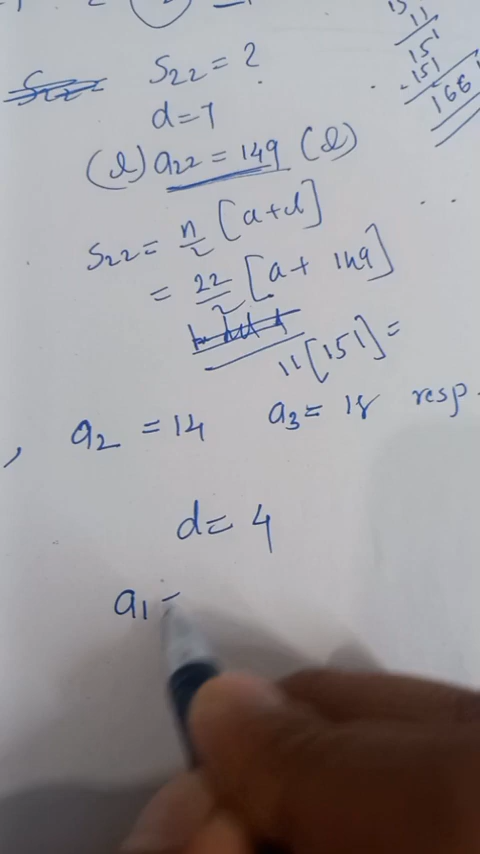 S22 = ?
d = 7
(l) a22 = 149 (l)
S22 = n/2 [a+l]
= 22/2 [a + 149]
11[151] =
151
-151
1661
, a2 = 14 a3 = 18 resp.
d = 4
a1 =